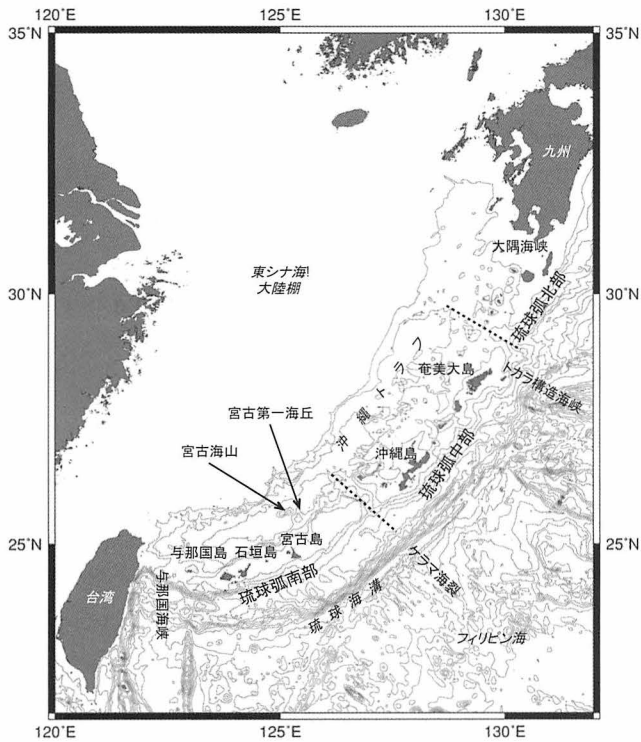 120˚E
125˚E
130˚E
35˚N
35˚N
九州
大隅海峡
東シナ海
大陸棚
30˚N
30˚N
琉球弧北部
トカラ構造海峡
奄美大島
沖縄トラフ
宮古第一海丘
宮古海山
沖縄島
琉球弧中部
宮古島
与那国島
石垣島
25˚N
25˚N
琉球弧南部
ケラマ海裂
台湾
与那国海峡
琉球海溝
フィリピン海
120˚E
125˚E
130˚E